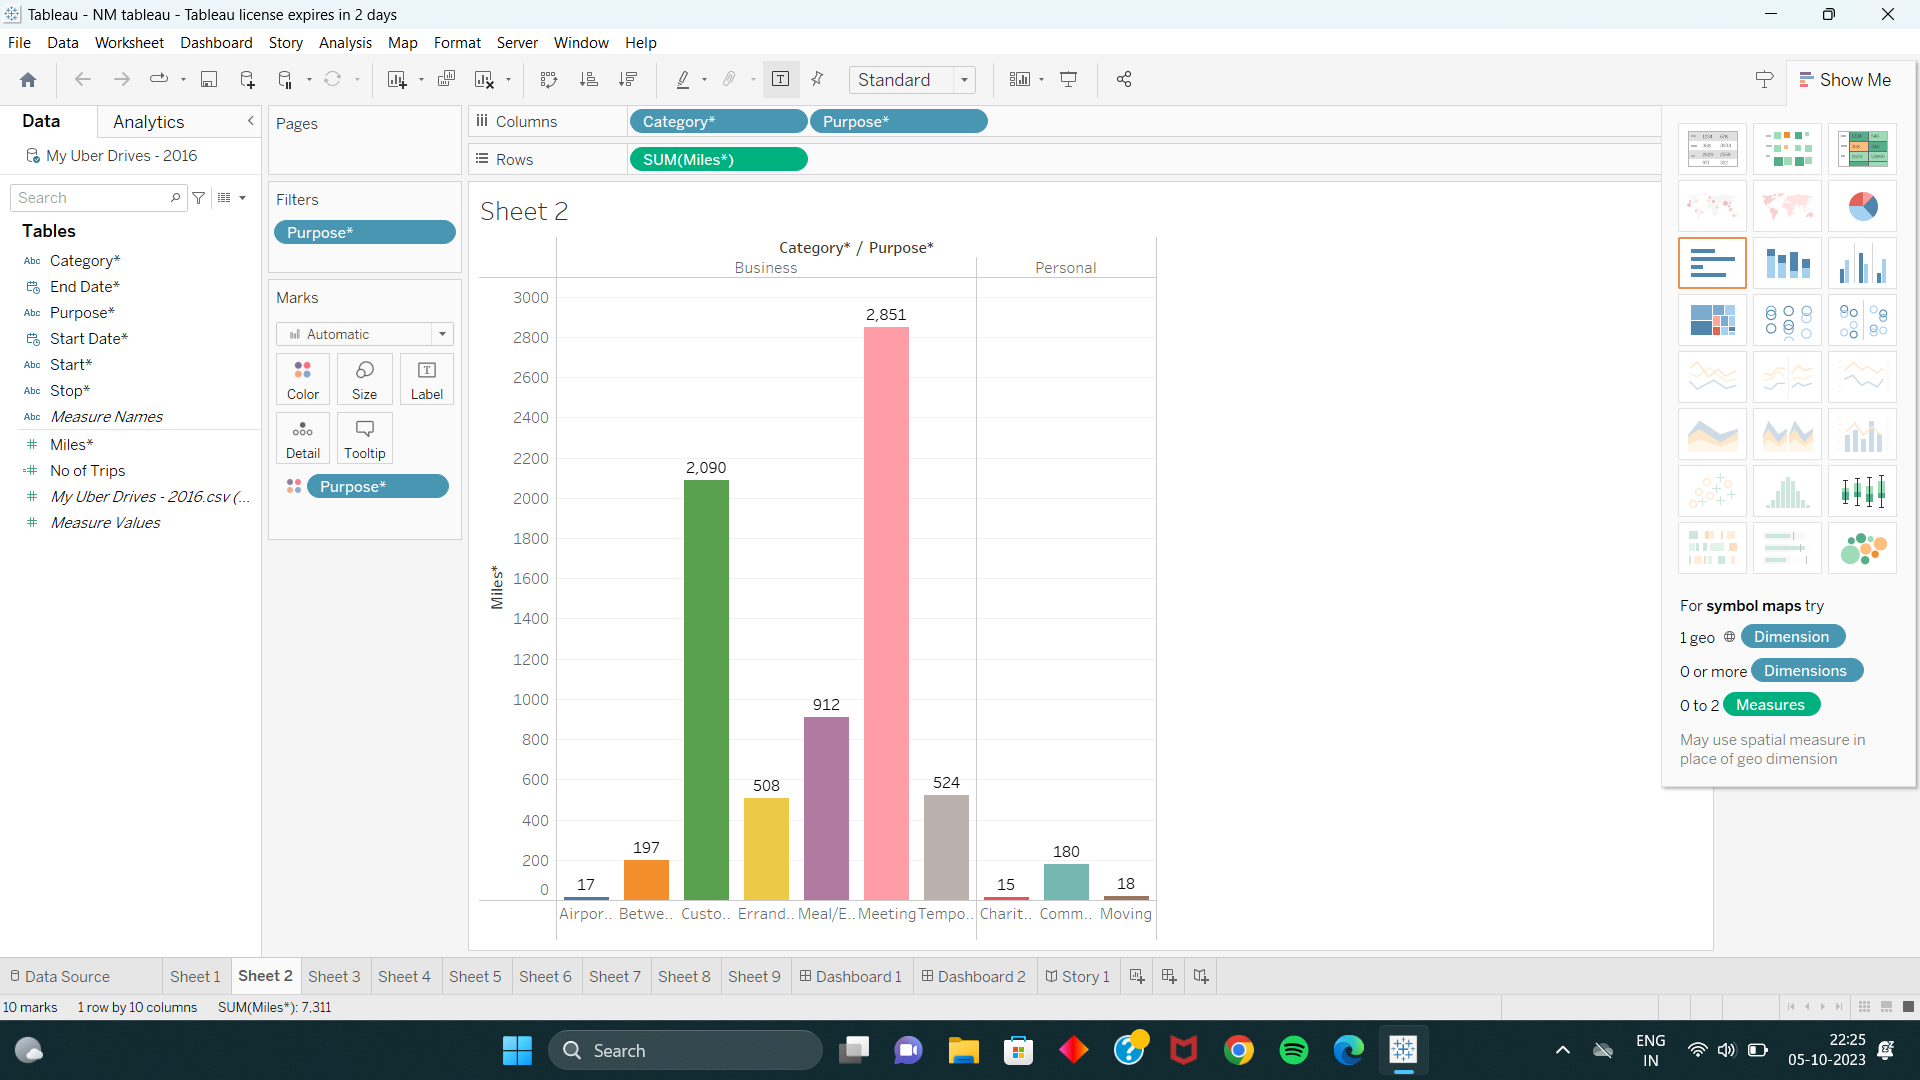 Tableau - NM tableau - Tableau license expires in 2 days
File Data Worksheet Dashboard Story Analysis Map Format Server Window Help
Standard
Show Me
Data Analytics
My Uber Drives - 2016
Search
Tables
Abc Category*
End Date*
Abc Purpose*
Start Date*
Abc Start*
Abc Stop*
Abc Measure Names
# Miles*
=# No of Trips
# My Uber Drives - 2016.csv (...
# Measure Values
Pages
Filters
Purpose*
Marks
Automatic
Color Size Label
Detail Tooltip
Purpose*
Columns Category* Purpose*
Rows SUM(Miles*)
Sheet 2
Category* / Purpose*
Business Personal
Miles*
3000
2800
2600
2400
2200
2000
1800
1600
1400
1200
1000
800
600
400
200
0
17 197 2,090 508 912 2,851 524 15 180 18
Airpor.. Betwe.. Custo.. Errand.. Meal/E.. Meeting Tempo.. Charit.. Comm.. Moving
For symbol maps try
1 geo Dimension
0 or more Dimensions
0 to 2 Measures
May use spatial measure in
place of geo dimension
Data Source Sheet 1 Sheet 2 Sheet 3 Sheet 4 Sheet 5 Sheet 6 Sheet 7 Sheet 8 Sheet 9 Dashboard 1 Dashboard 2 Story 1
10 marks 1 row by 10 columns SUM(Miles*): 7,311
Search
ENG
IN
22:25
05-10-2023